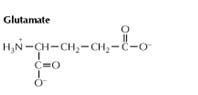 Glutamate
O
H₃N⁺–CH–CH₂–CH₂–C–O⁻
C=O
O⁻